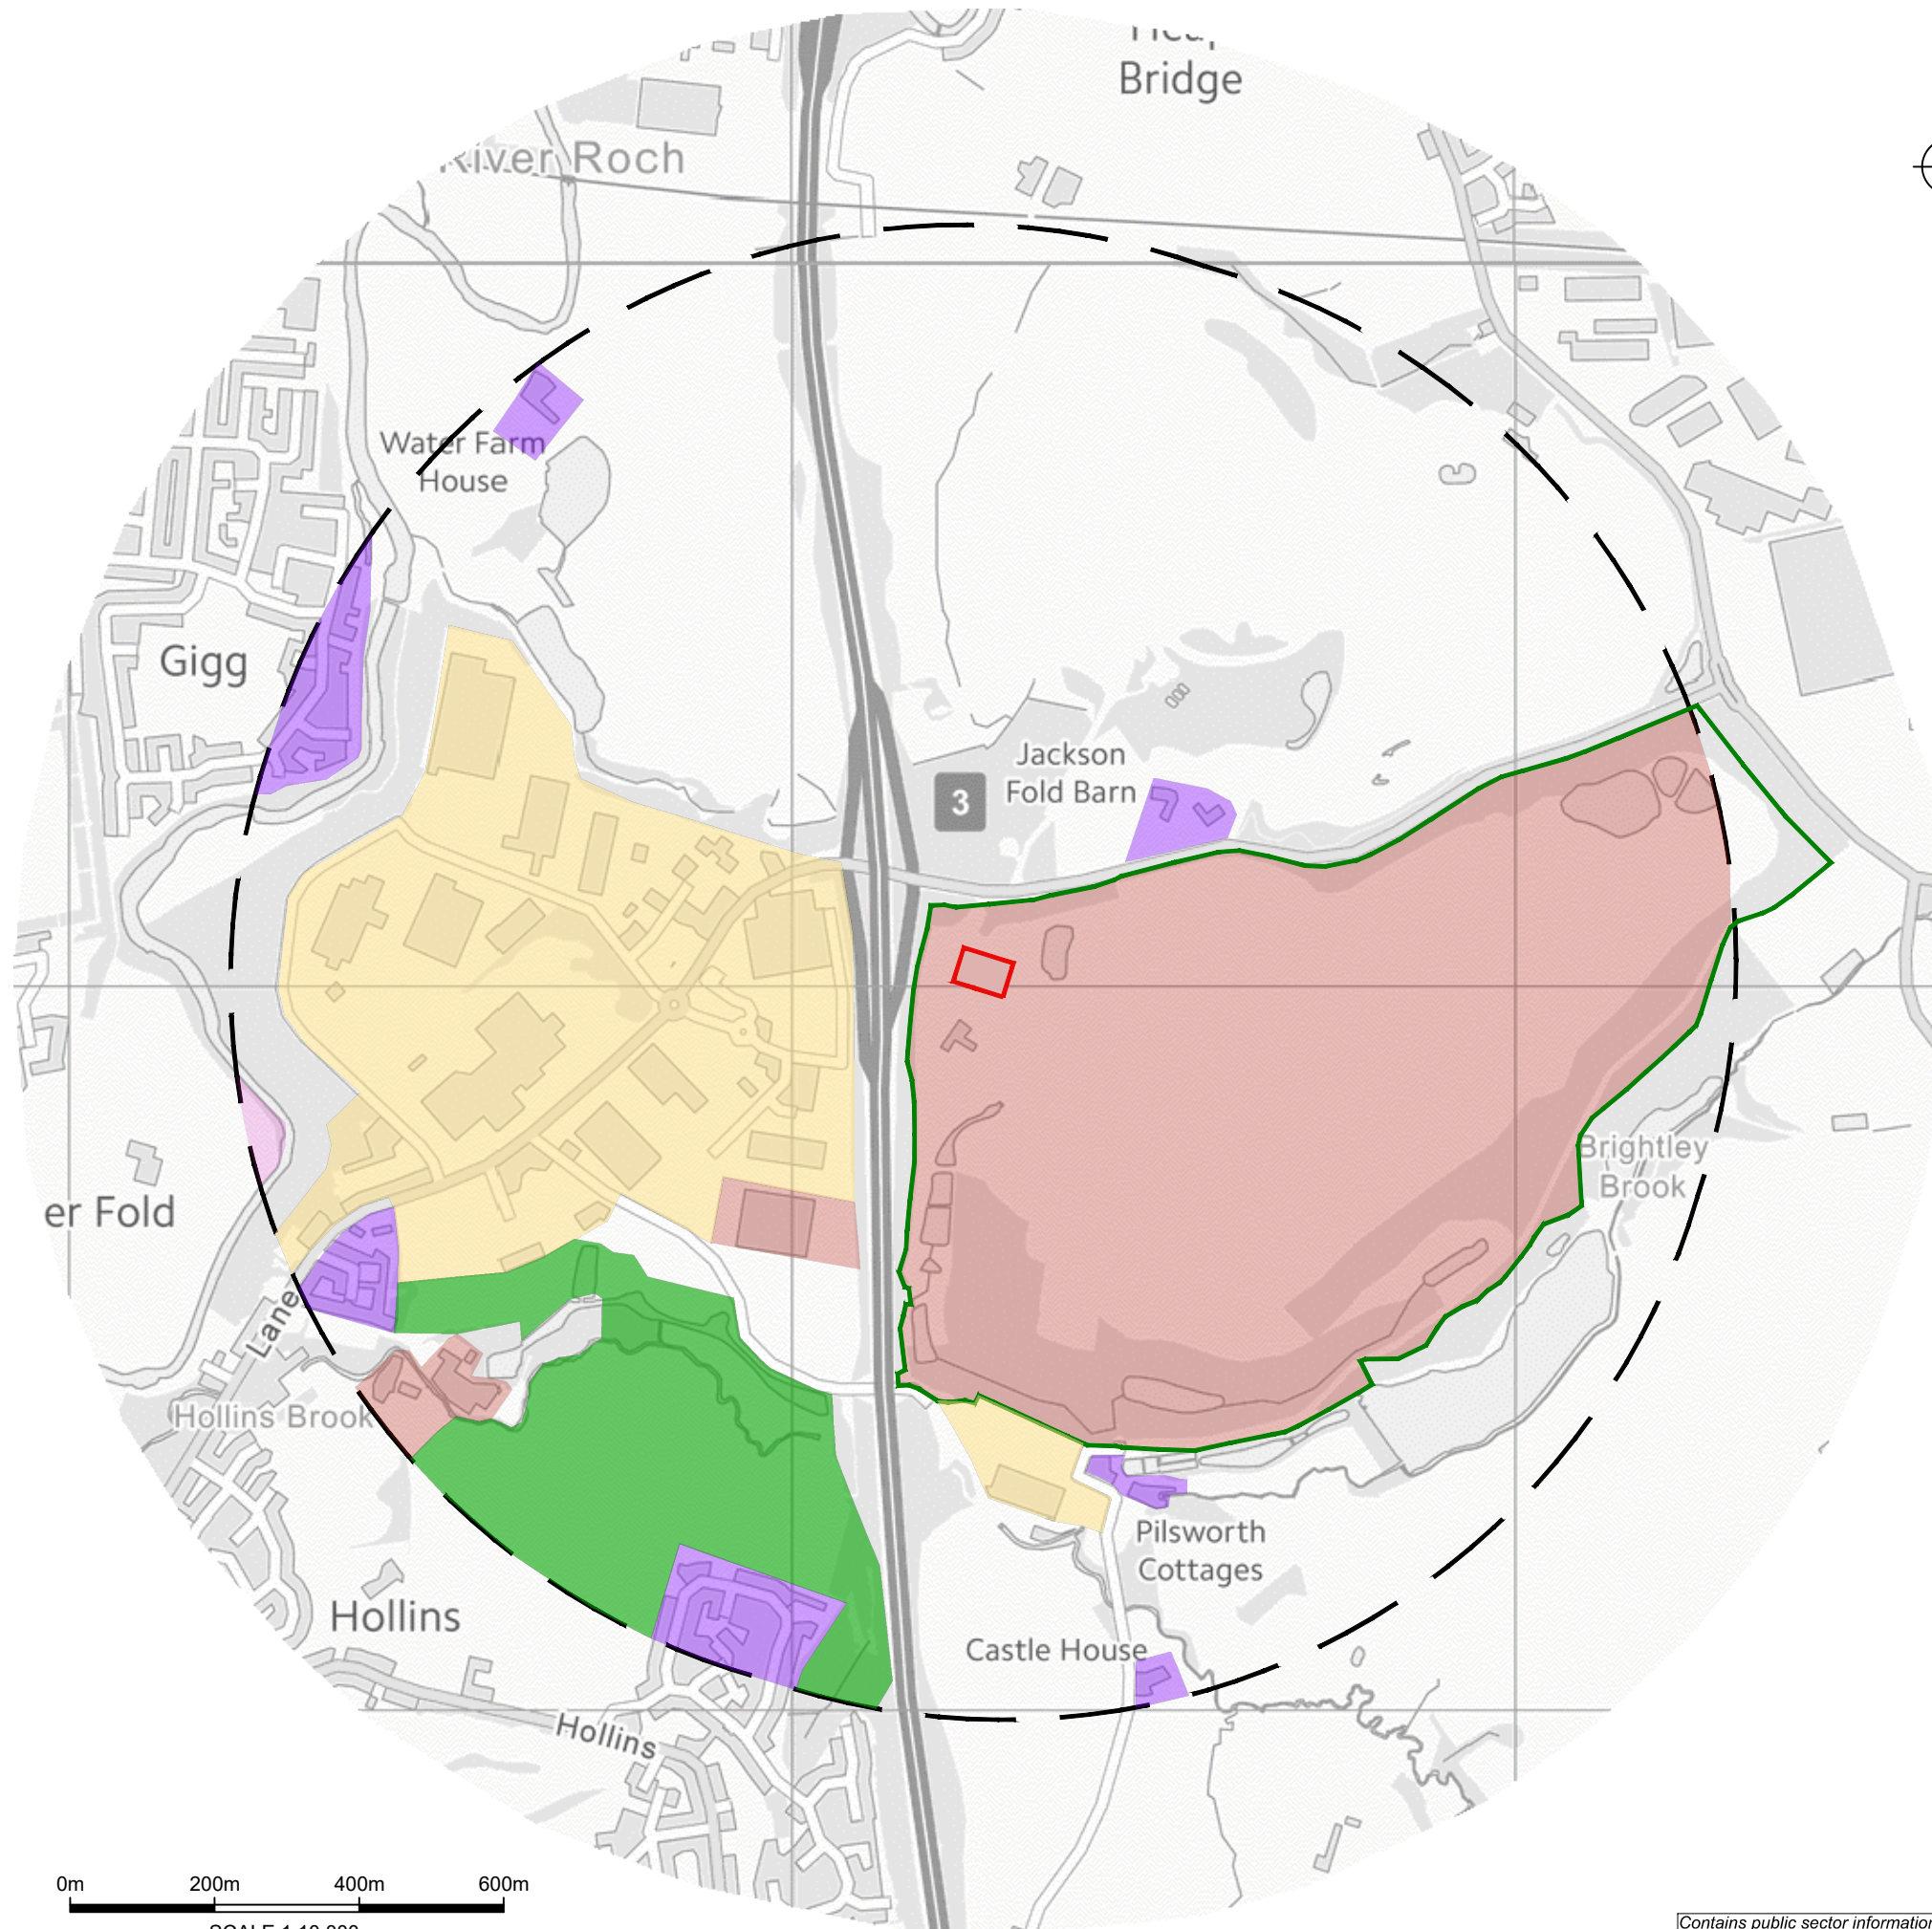 Bridge
River Roch
Water Farm
House
Gigg
Jackson
Fold Barn
3
Brightley
Brook
er Fold
Lane
Hollins Brook
Pilsworth
Cottages
Hollins
Castle House
Hollins
0m 200m 400m 600m
Contains public sector information